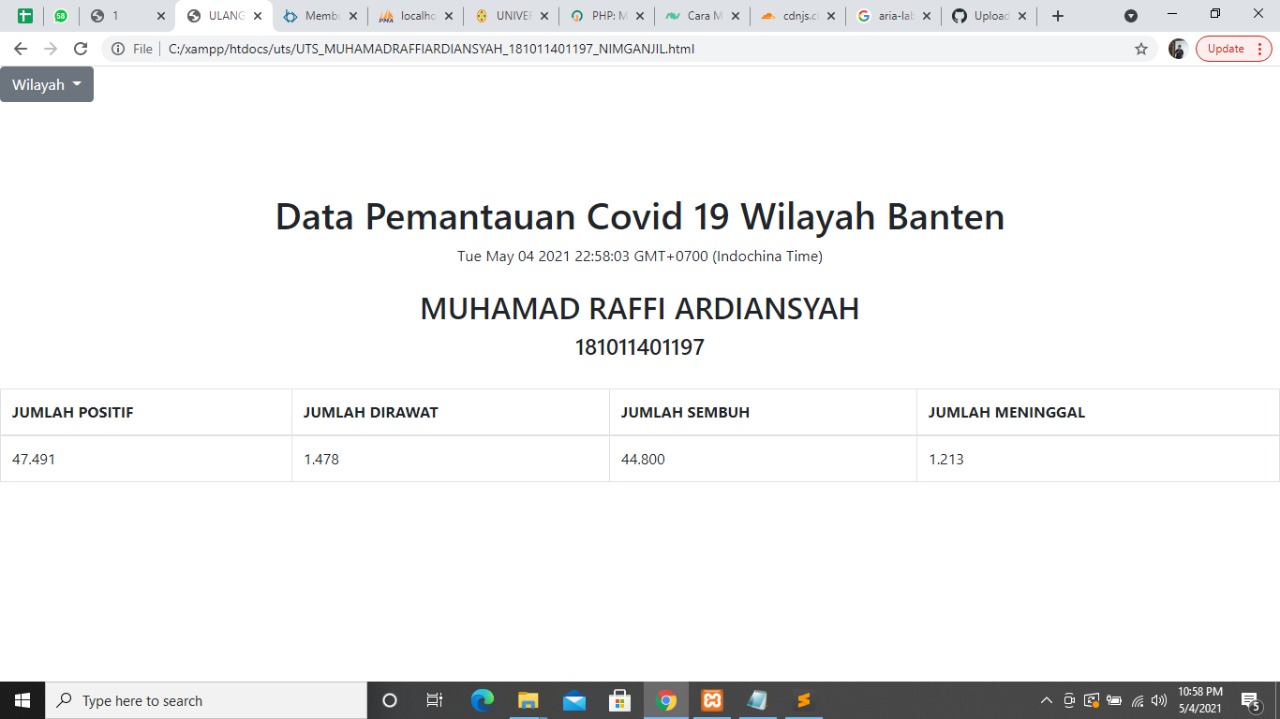 1
ULANG
Memb
localho
UNIVER
PHP: M
Cara M
cdnjs.c
aria-lab
Upload
File
C:/xampp/htdocs/uts/UTS_MUHAMADRAFFIARDIANSYAH_181011401197_NIMGANJIL.html
Update
Wilayah
Data Pemantauan Covid 19 Wilayah Banten
Tue May 04 2021 22:58:03 GMT+0700 (Indochina Time)
MUHAMAD RAFFI ARDIANSYAH
181011401197
JUMLAH POSITIF JUMLAH DIRAWAT JUMLAH SEMBUH JUMLAH MENINGGAL
47.491 1.478 44.800 1.213
Type here to search
10:58 PM
5/4/2021
5